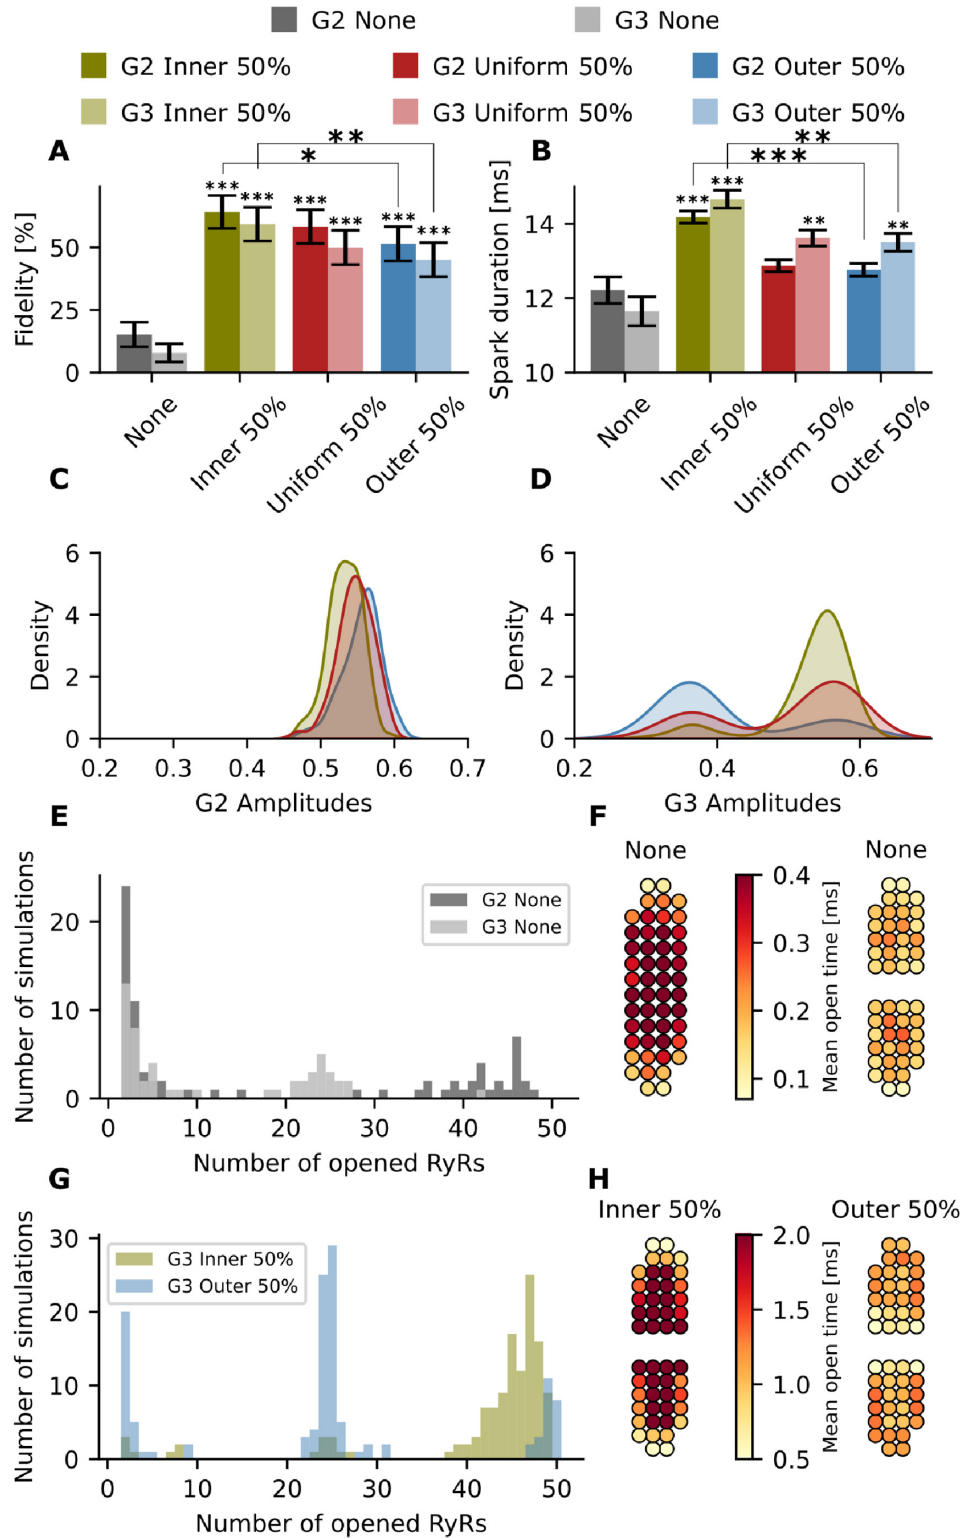 G2 None G3 None
G2 Inner 50% G2 Uniform 50% G2 Outer 50%
G3 Inner 50% G3 Uniform 50% G3 Outer 50%
A
Fidelity [%]
50
25
0
*** *** *** *** *** ***
* **
None Inner 50% Uniform 50% Outer 50%
B
Spark duration [ms]
14
12
10
*** *** ** **
*** **
None Inner 50% Uniform 50% Outer 50%
C
Density
6
4
2
0
0.2 0.3 0.4 0.5 0.6 0.7
G2 Amplitudes
D
Density
6
4
2
0
0.2 0.4 0.6
G3 Amplitudes
E
Number of simulations
20
10
0
G2 None
G3 None
0 10 20 30 40 50
Number of opened RyRs
F
None None
0.4
0.3
0.2
0.1
Mean open time [ms]
G
Number of simulations
30
20
10
0
G3 Inner 50%
G3 Outer 50%
0 10 20 30 40 50
Number of opened RyRs
H
Inner 50% Outer 50%
2.0
1.5
1.0
0.5
Mean open time [ms]